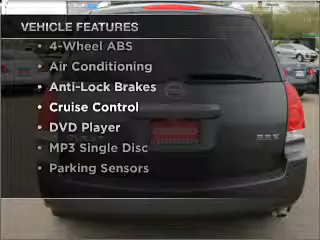 VEHICLE FEATURES
• 4-Wheel ABS
• Air Conditioning
• Anti-Lock Brakes
• Cruise Control
• DVD Player
• MP3 Single Disc
• Parking Sensors